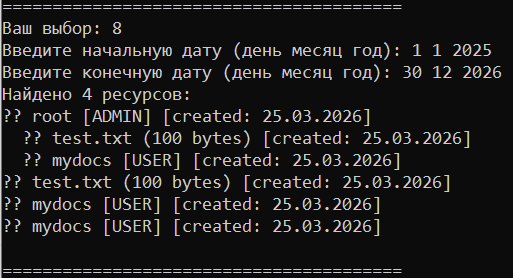 ========================================
Ваш выбор: 8
Введите начальную дату (день месяц год): 1 1 2025
Введите конечную дату (день месяц год): 30 12 2026
Найдено 4 ресурсов:
?? root [ADMIN] [created: 25.03.2026]
  ?? test.txt (100 bytes) [created: 25.03.2026]
  ?? mydocs [USER] [created: 25.03.2026]
?? test.txt (100 bytes) [created: 25.03.2026]
?? mydocs [USER] [created: 25.03.2026]
?? mydocs [USER] [created: 25.03.2026]
========================================